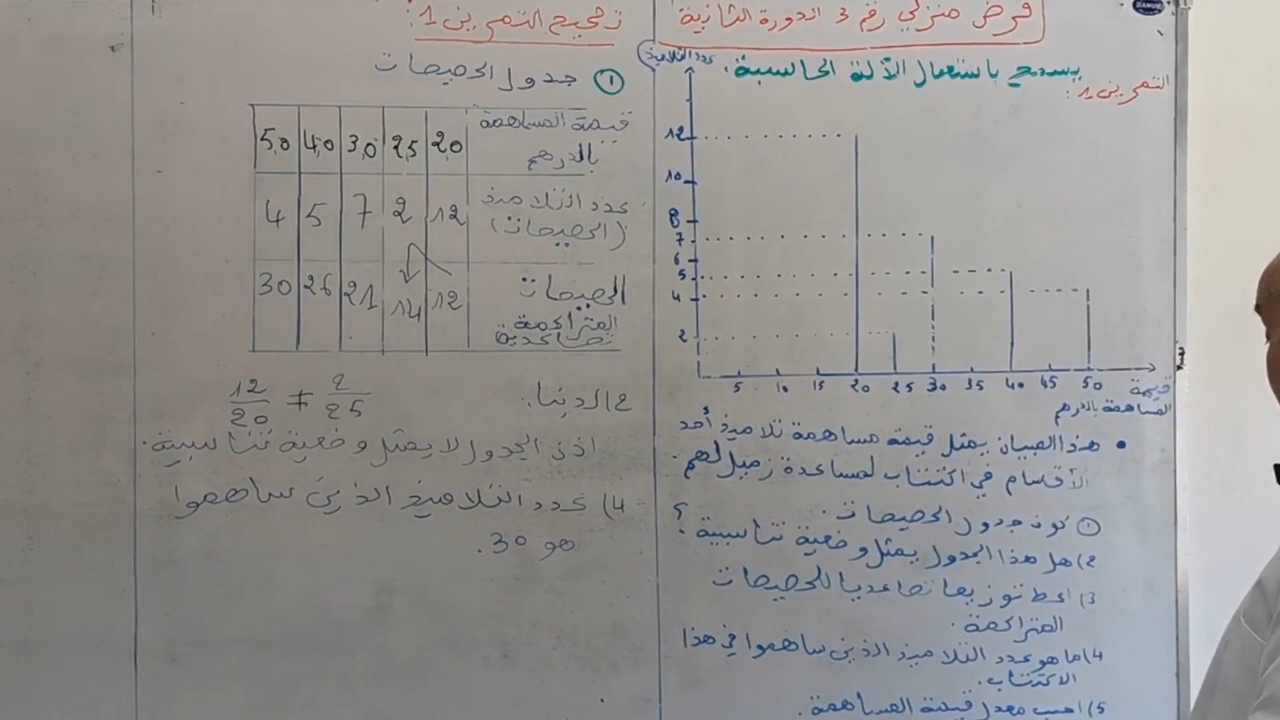 فرض منزلي رقم 3 الدورة الثانية
يسمح باستعمال الآلة الحاسبة.
التمرين 1:
عدد التلاميذ
12
10
8
7
6
5
4
2
5 10 15 20 25 30 35 40 45 50
قيمة
المساهمة بالدرهم
• هذا المبيان يمثل قيمة مساهمة تلاميذ أحد
الأقسام في اكتتاب لمساعدة زميل لهم.
① كون جدول الحصيصات.
2) هل هذا الجدول يمثل وضعية تناسبية؟
3) اعط توزيعا تصاعديا للحصيصات
المتراكمة.
4) ما هو عدد التلاميذ الذين ساهموا في هذا
الاكتتاب.
5) احسب معدل قيمة المساهمة.
تصحيح التمرين 1:
① جدول الحصيصات
قيمة المساهمة بالدرهم 20 25 30 40 50
عدد التلاميذ (الحصيصات) 12 2 7 5 4
الحصيصات المتراكمة تصاعدية 12 14 21 26 30
2) لدينا. 12/20 ≠ 2/25
اذن الجدول لا يمثل وضعية تناسبية.
4) عدد التلاميذ الذين ساهموا
هو 30.